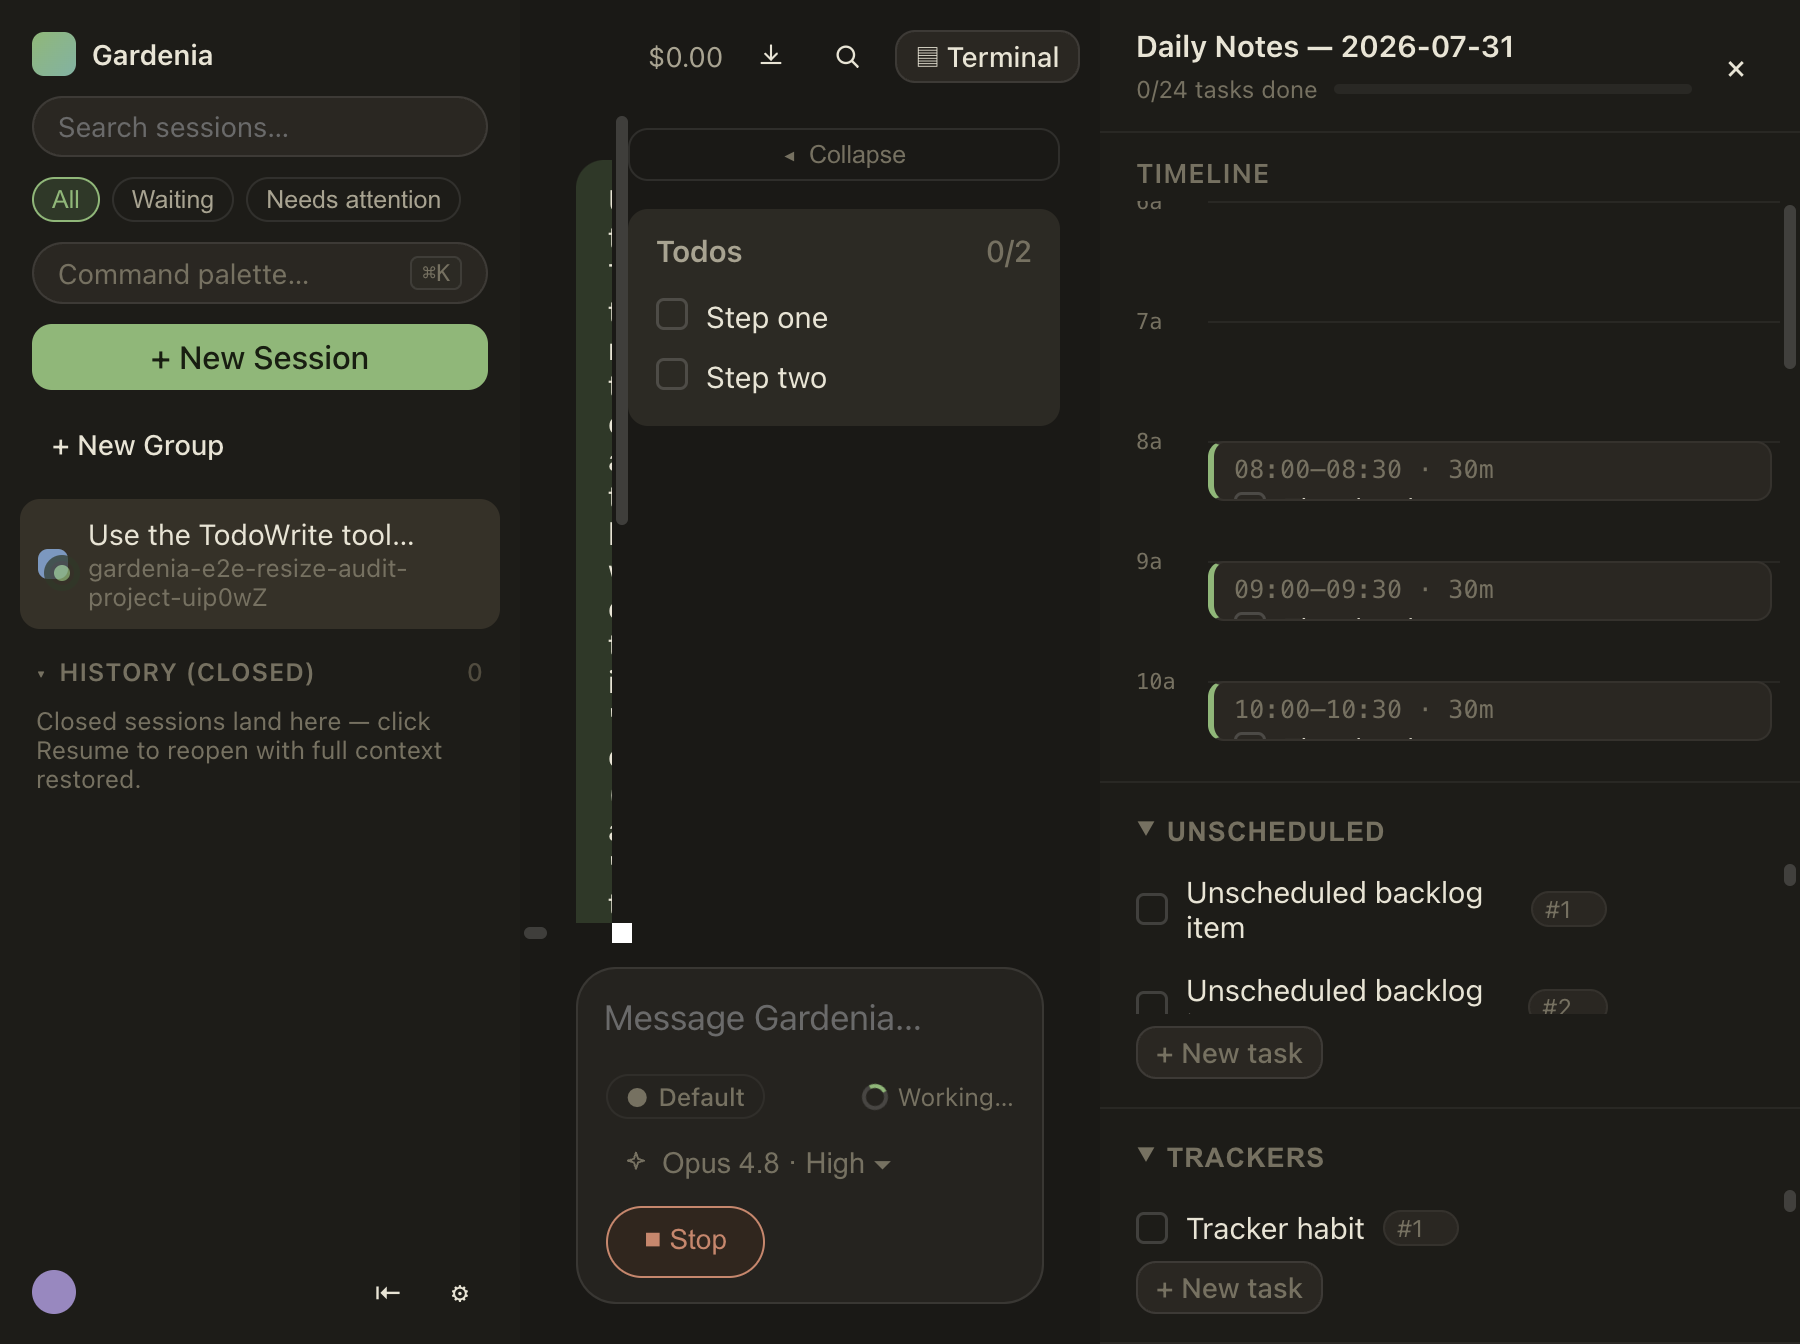 Gardenia
Search sessions...
All
Waiting
Needs attention
Command palette...
⌘K
+ New Session
+ New Group
Use the TodoWrite tool...
gardenia-e2e-resize-audit-
project-uip0wZ
HISTORY (CLOSED)
0
Closed sessions land here — click
Resume to reopen with full context
restored.
$0.00
Terminal
Collapse
Todos
0/2
Step one
Step two
Message Gardenia...
Default
Working...
Opus 4.8 · High
Stop
Daily Notes — 2026-07-31
0/24 tasks done
TIMELINE
6a
7a
8a
08:00–08:30 · 30m
9a
09:00–09:30 · 30m
10a
10:00–10:30 · 30m
UNSCHEDULED
Unscheduled backlog
item
#1
Unscheduled backlog
#2
+ New task
TRACKERS
Tracker habit
#1
+ New task